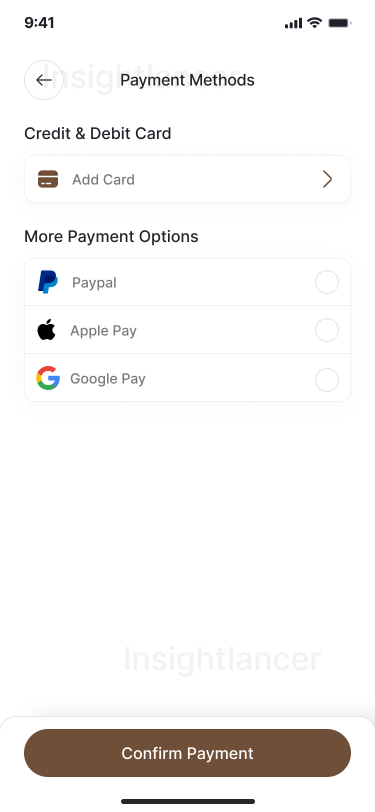 9:41
Insightlancer
Payment Methods
Credit & Debit Card
Add Card
More Payment Options
Paypal
Apple Pay
Google Pay
Insightlancer
Confirm Payment